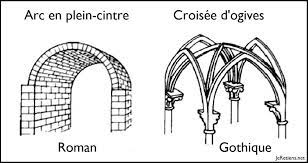 Arc en plein-cintre
Croisée d'ogives
Roman
Gothique